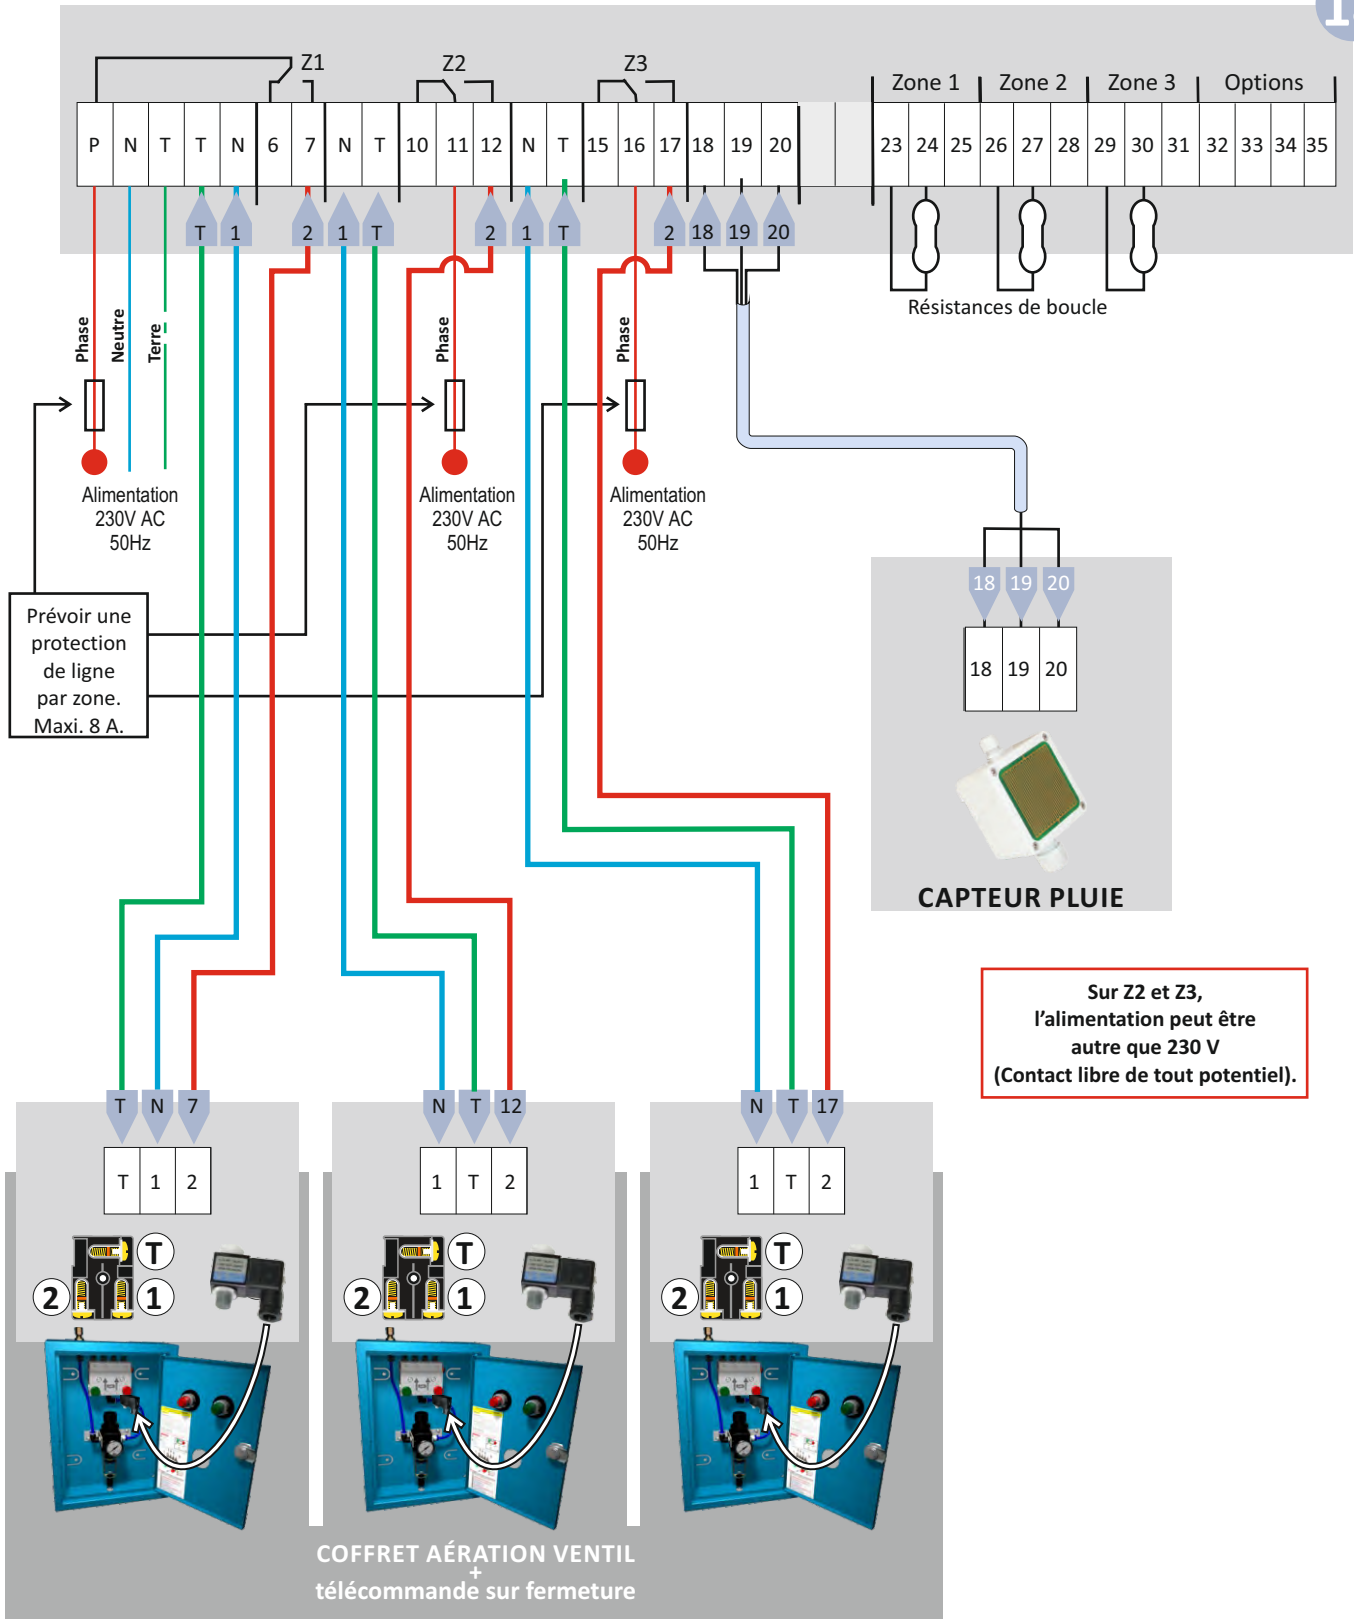 Z1
Z2
Z3
Zone 1
Zone 2
Zone 3
Options
P N T T N 6 7 N T 10 11 12 N T 15 16 17 18 19 20
23 24 25 26 27 28 29 30 31 32 33 34 35
T 1 2 1 T 2 1 T 2 18 19 20
Résistances de boucle
Phase
Neutre
Terre
Phase
Phase
Alimentation
230V AC
50Hz
Alimentation
230V AC
50Hz
Alimentation
230V AC
50Hz
Prévoir une
protection
de ligne
par zone.
Maxi. 8 A.
18 19 20
18 19 20
CAPTEUR PLUIE
Sur Z2 et Z3,
l’alimentation peut être
autre que 230 V
(Contact libre de tout potentiel).
T N 7
N T 12
N T 17
T 1 2
1 T 2
1 T 2
T
2 1
T
2 1
T
2 1
COFFRET AÉRATION VENTIL
+
télécommande sur fermeture